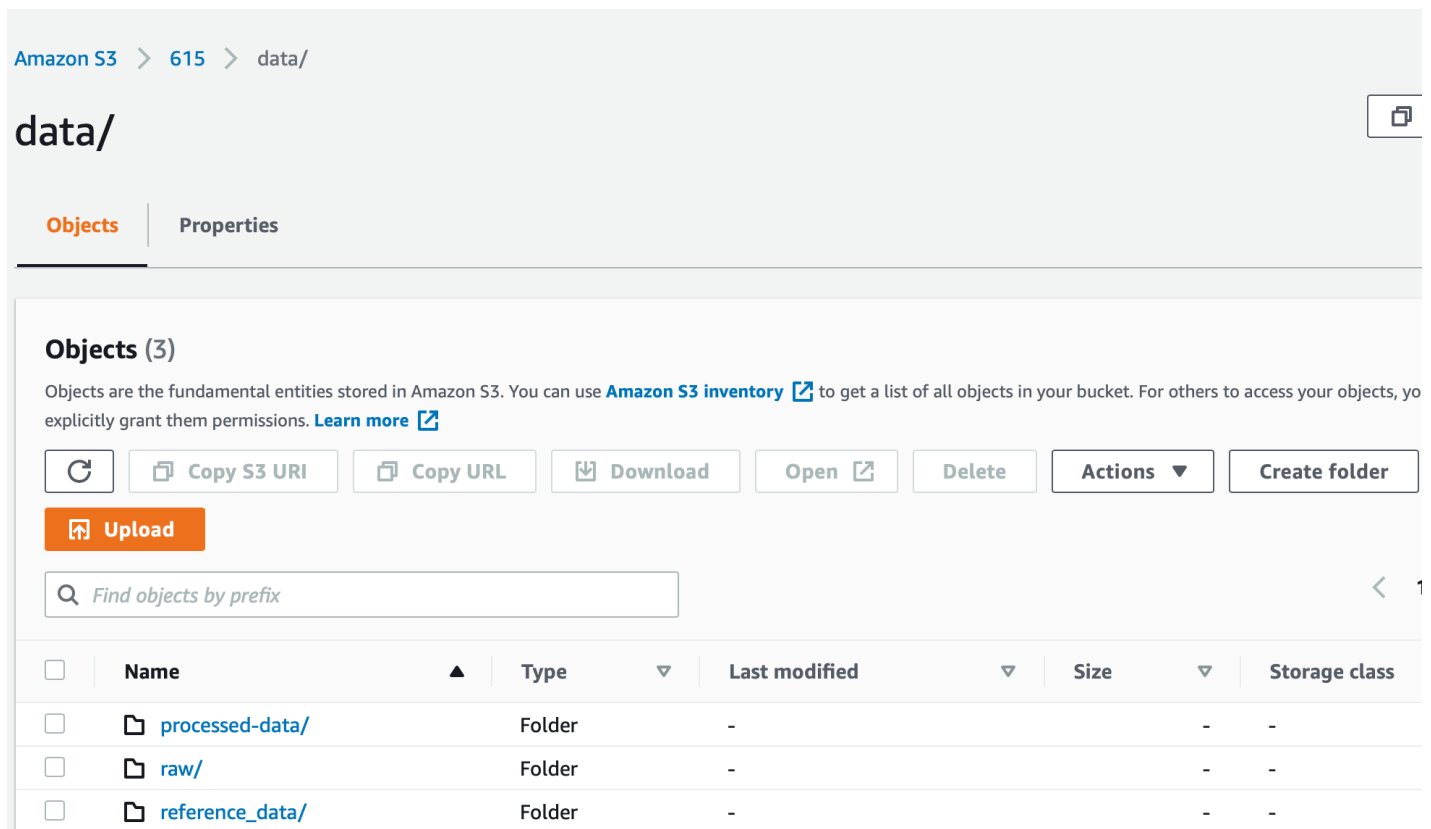 Amazon S3 615 data/
data/
Objects Properties
Objects (3)
Objects are the fundamental entities stored in Amazon S3. You can use Amazon S3 inventory to get a list of all objects in your bucket. For others to access your objects, yo
explicitly grant them permissions. Learn more
Copy S3 URI Copy URL Download Open Delete Actions Create folder
Upload
Find objects by prefix
1
Name Type Last modified Size Storage class
processed-data/ Folder - - -
raw/ Folder - - -
reference_data/ Folder - - -